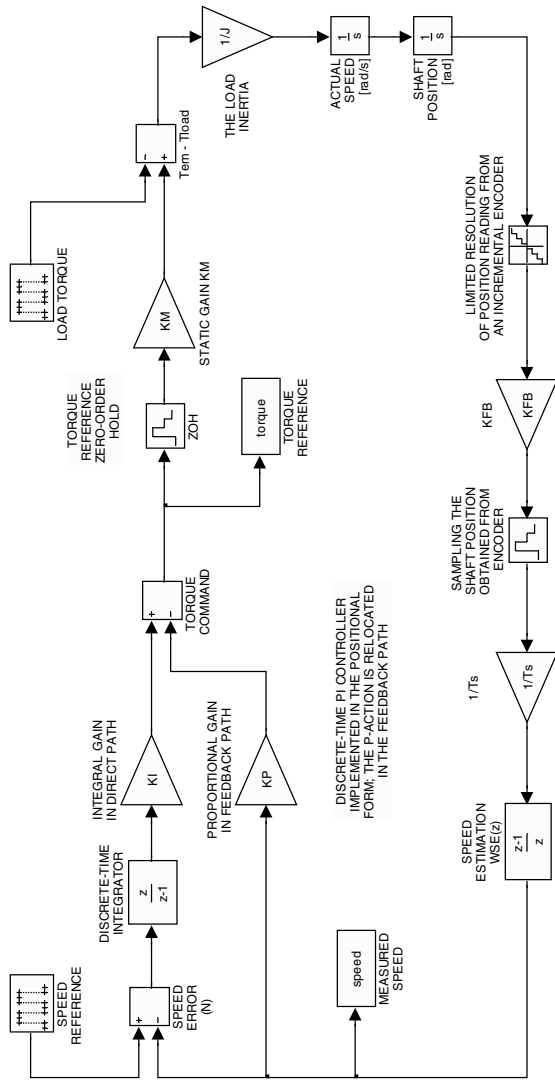 SPEED
REFERENCE
+
−
SPEED
ERROR
(N)
DISCRETE-TIME
INTEGRATOR
z
z-1
INTEGRAL GAIN
IN DIRECT PATH
KI
PROPORTIONAL GAIN
IN FEEDBACK PATH
KP
+
−
TORQUE
COMMAND
TORQUE
REFERENCE
ZERO-ORDER
HOLD
ZOH
torque
TORQUE
REFERENCE
KM
STATIC GAIN KM
LOAD TORQUE
−
+
Tem - Tload
1/J
THE LOAD
INERTIA
1
s
ACTUAL
SPEED
[rad/s]
1
s
SHAFT
POSITION
[rad]
speed
MEASURED
SPEED
DISCRETE-TIME PI CONTROLLER
IMPLEMENTED IN THE POSITIONAL
FORM; THE P-ACTION IS RELOCATED
IN THE FEEDBACK PATH
SPEED
ESTIMATION
WSE(z)
z-1
z
1/Ts
1/Ts
SAMPLING THE
SHAFT POSITION
OBTAINED FROM
ENCODER
KFB
KFB
LIMITED RESOLUTION
OF POSITION READING FROM
AN INCREMENTAL ENCODER